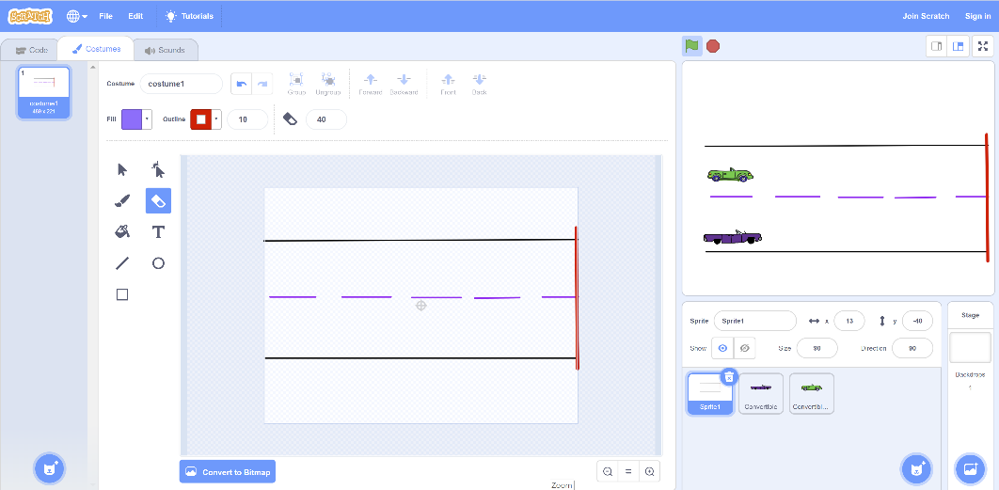 SCRATCH File Edit Tutorials Join Scratch Sign in
Code Costumes Sounds
1
costume1
Costume costume1 Group Ungroup Forward Backward Front Back
Fill Outline 10 40
T
Convert to Bitmap
Zoom
Sprite Sprite1 x 13 y -40
Show Size 90 Direction 90
Sprite1 Convertible Convertibl...
Stage
Backdrops
1